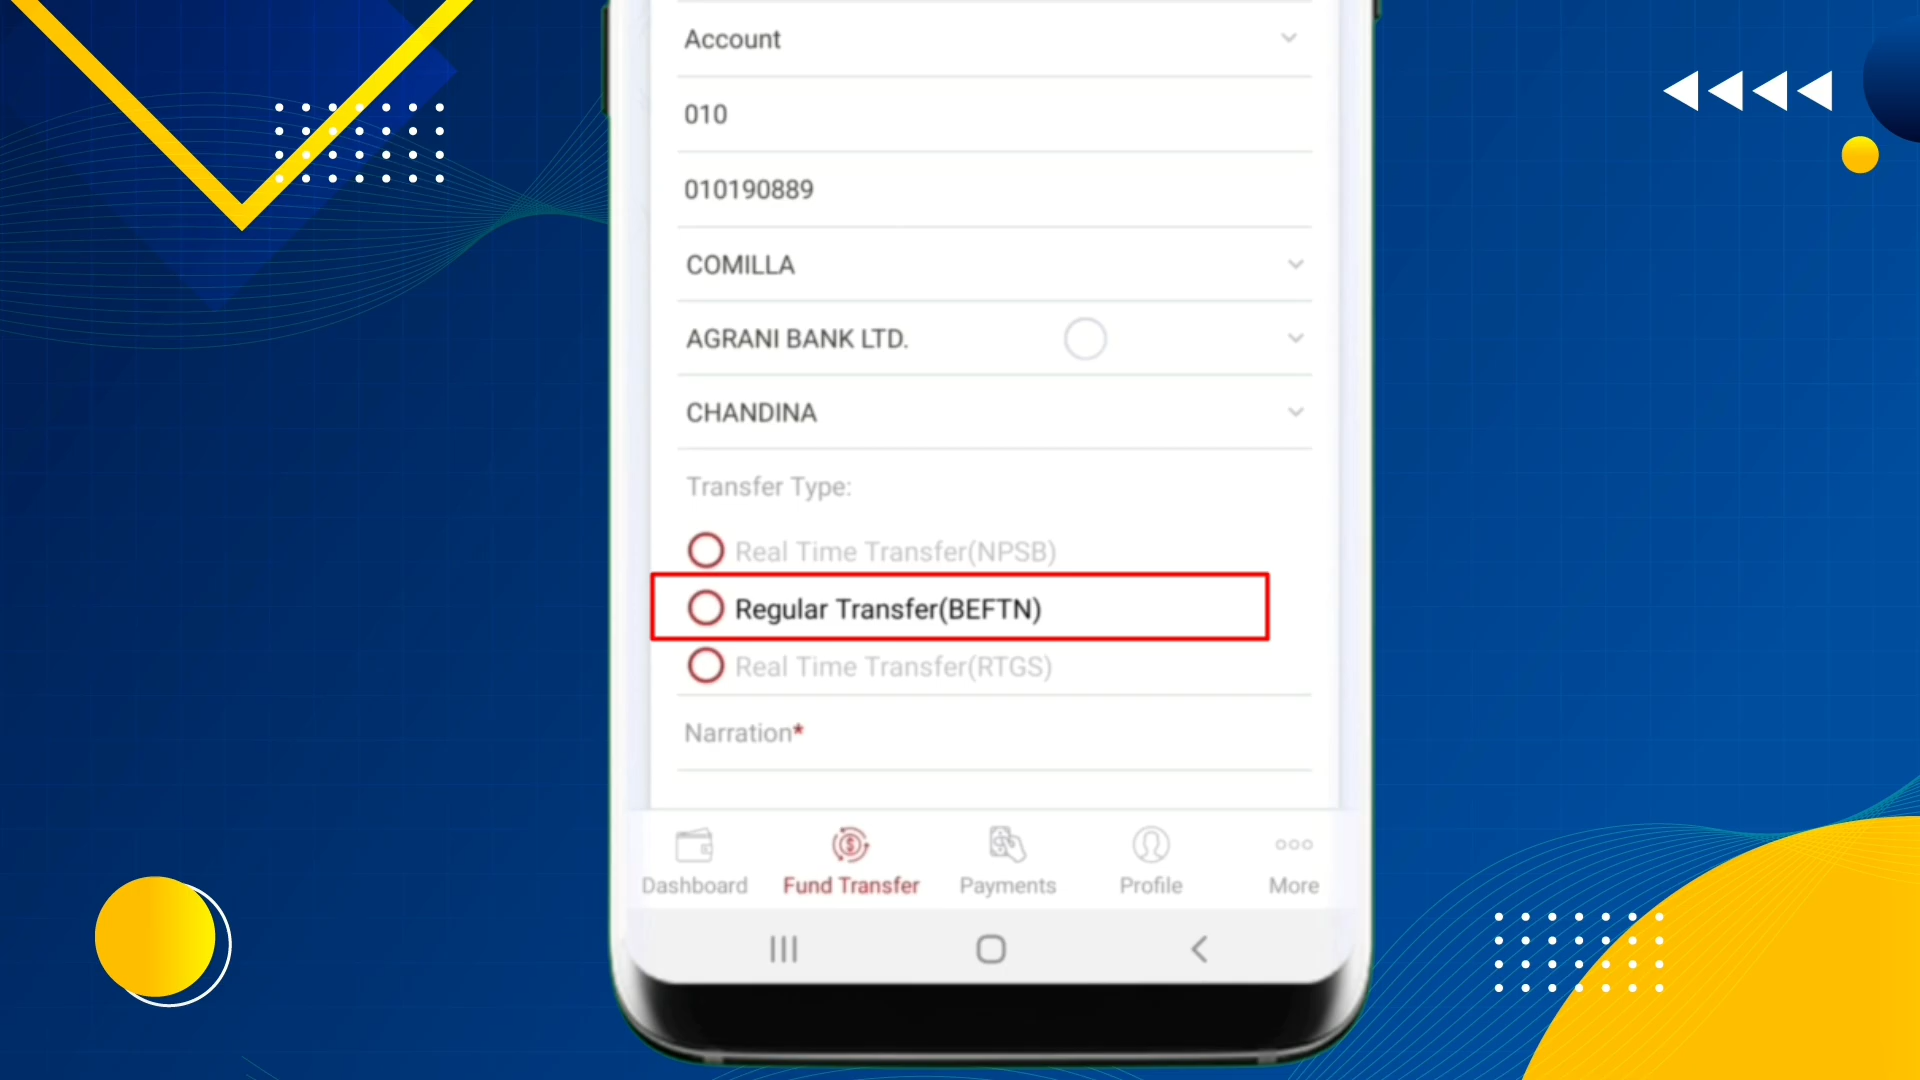 Account
010
010190889
COMILLA
AGRANI BANK LTD.
CHANDINA
Transfer Type:
Real Time Transfer(NPSB)
Regular Transfer(BEFTN)
Real Time Transfer(RTGS)
Narration*
Dashboard Fund Transfer Payments Profile More